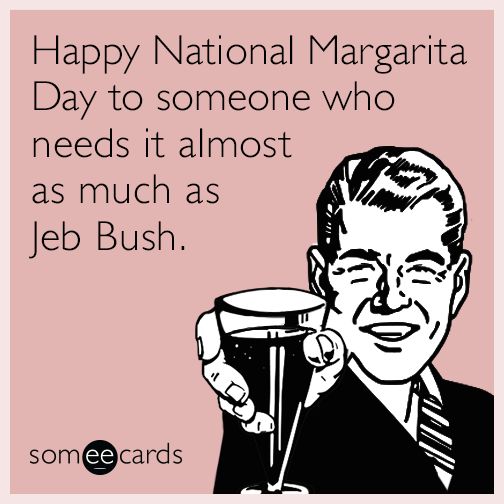 Happy National Margarita
Day to someone who
needs it almost
as much as
Jeb Bush.
someecards